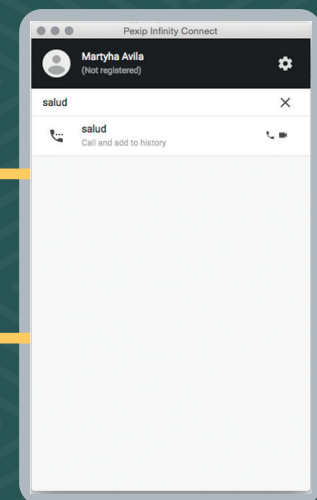 Pexip Infinity Connect
Martyha Avila
(Not registered)
salud
salud
Call and add to history